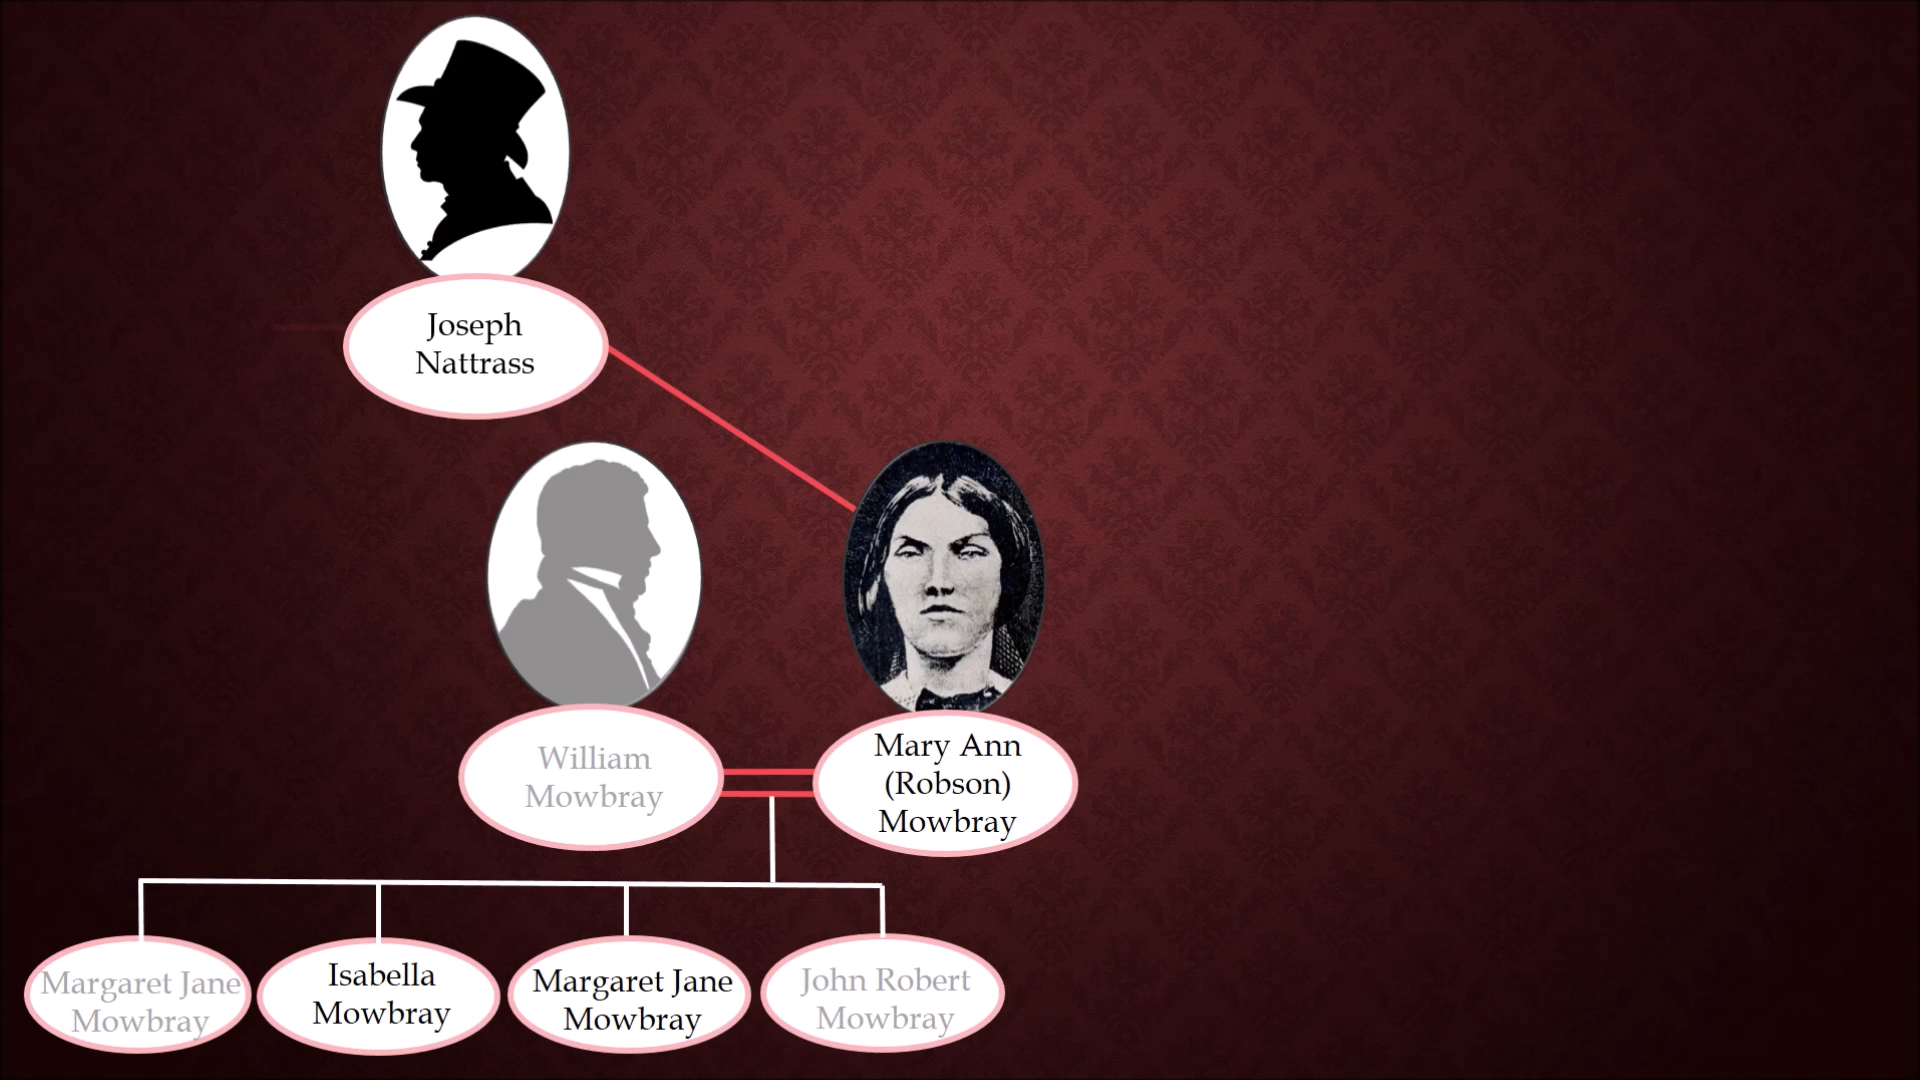 Joseph
Nattrass
William
Mowbray
Mary Ann
(Robson)
Mowbray
Margaret Jane
Mowbray
Isabella
Mowbray
Margaret Jane
Mowbray
John Robert
Mowbray